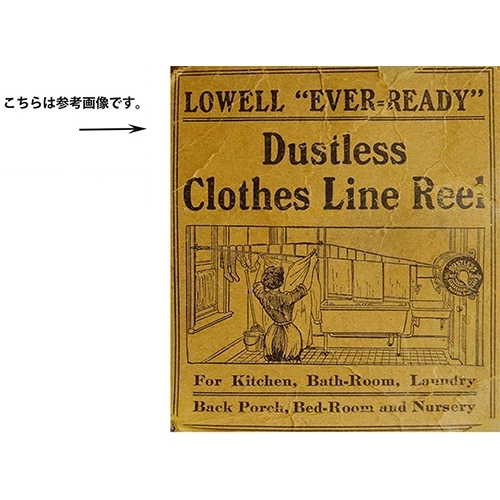 こちらは参考画像です。
LOWELL “EVER=READY”
Dustless
Clothes Line Reel
For Kitchen, Bath-Room, Laundry
Back Porch, Bed-Room and Nursery